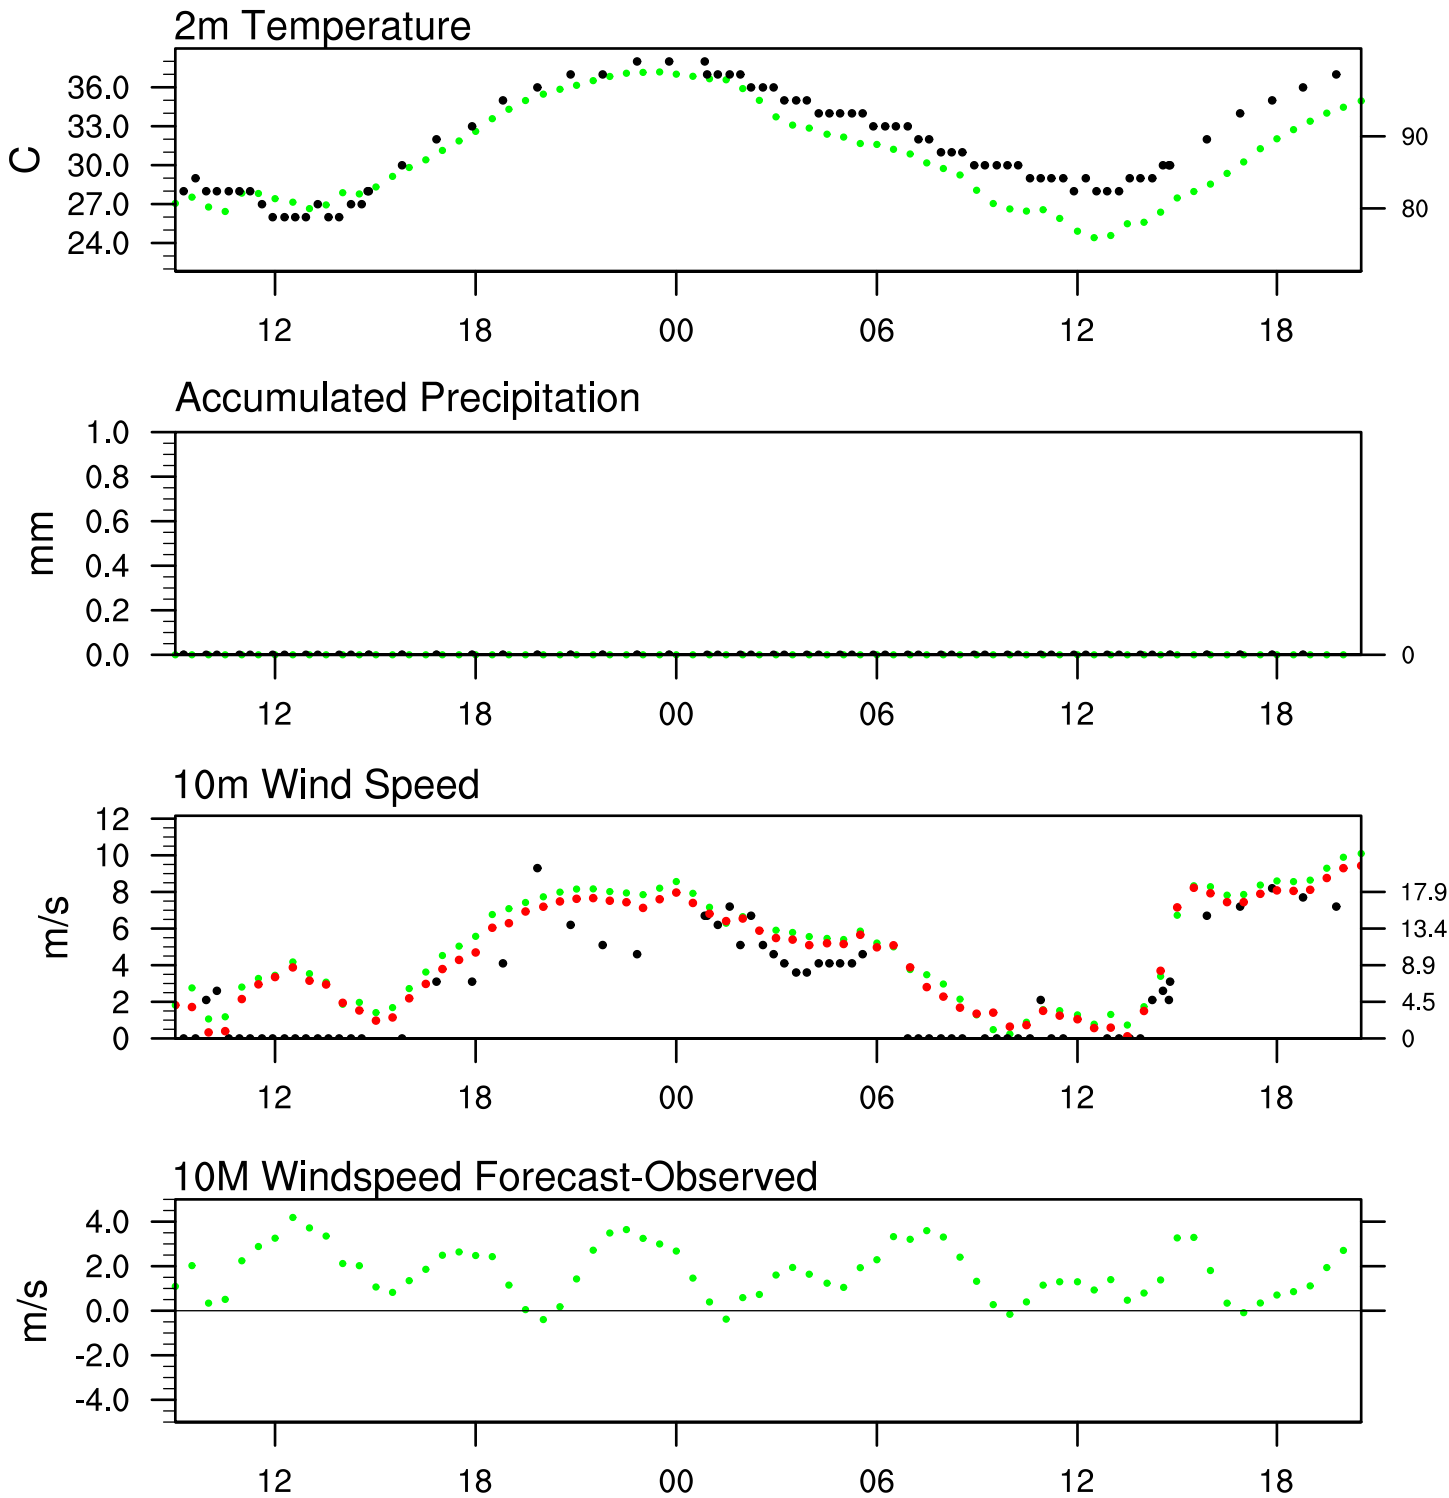 2m Temperature
36.0
33.0
30.0
27.0
24.0
C
90
80
12 18 00 06 12 18
Accumulated Precipitation
1.0
0.8
0.6
0.4
0.2
0.0
mm
0
12 18 00 06 12 18
10m Wind Speed
12
10
8
6
4
2
0
m/s
17.9
13.4
8.9
4.5
0
12 18 00 06 12 18
10M Windspeed Forecast-Observed
4.0
2.0
0.0
-2.0
-4.0
m/s
12 18 00 06 12 18